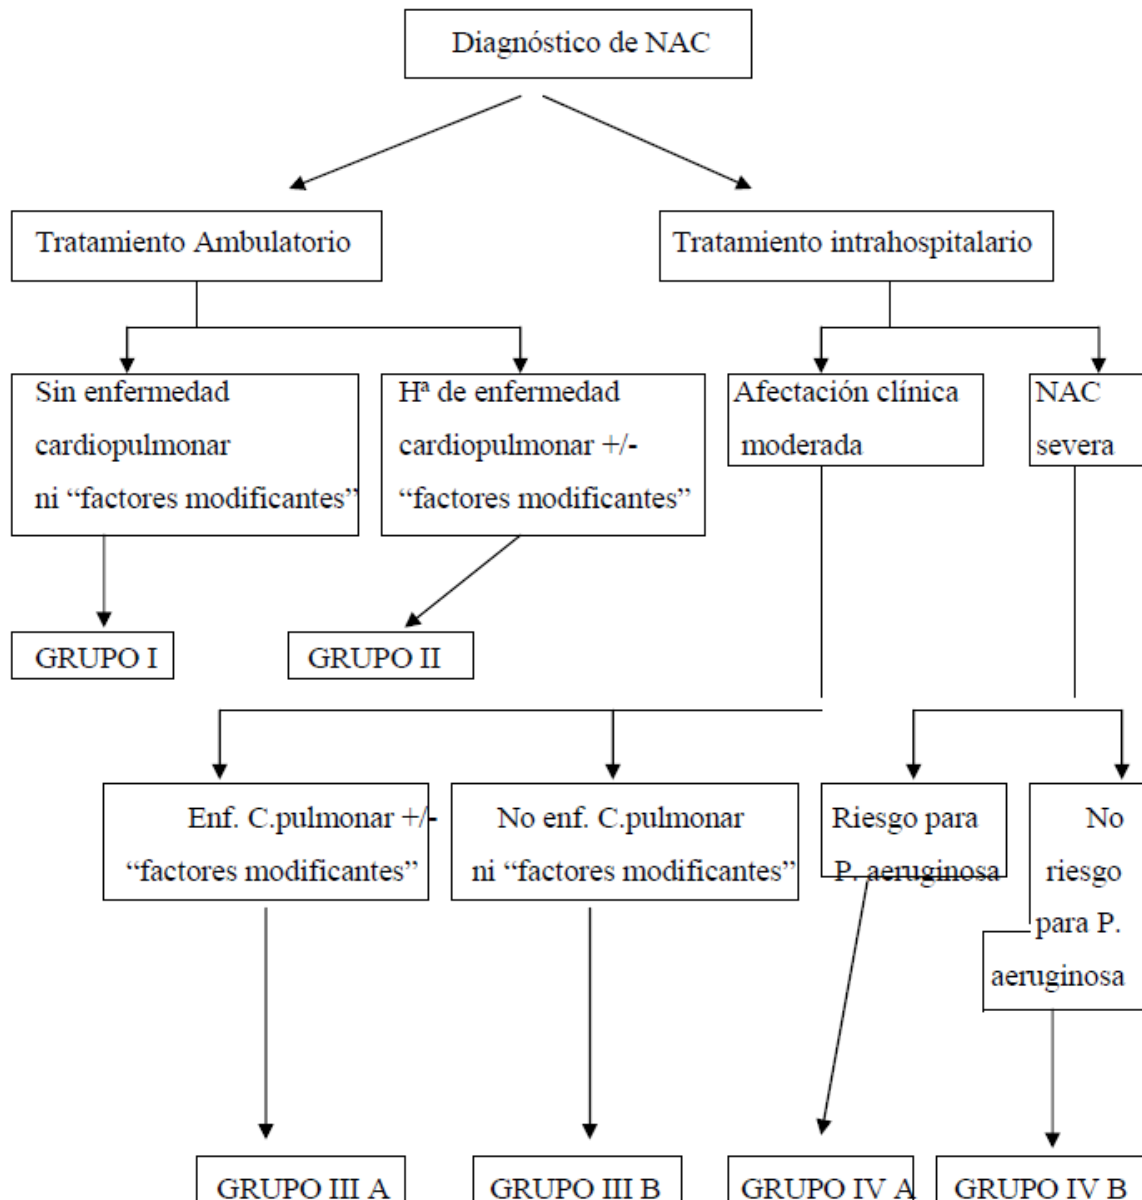 Diagnóstico de NAC
Tratamiento Ambulatorio
Tratamiento intrahospitalario
Sin enfermedad
cardiopulmonar
ni “factores modificantes”
Hª de enfermedad
cardiopulmonar +/-
“factores modificantes”
Afectación clínica
moderada
NAC
severa
GRUPO I
GRUPO II
Enf. C.pulmonar +/-
“factores modificantes”
No enf. C.pulmonar
ni “factores modificantes”
Riesgo para
P. aeruginosa
No
riesgo
para P.
aeruginosa
GRUPO III A
GRUPO III B
GRUPO IV A
GRUPO IV B